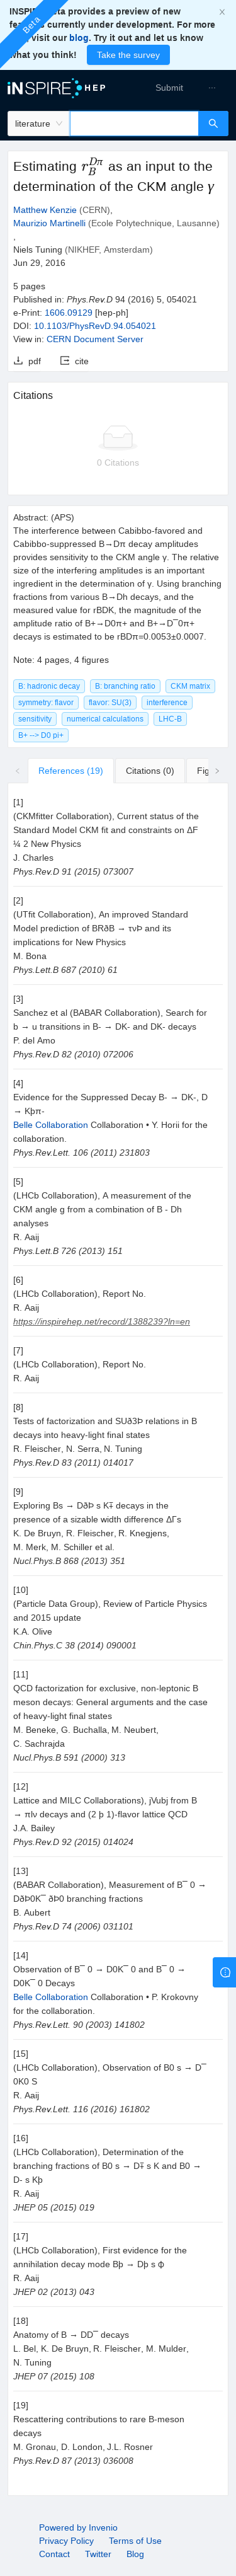 INSPIRE Beta provides a preview of new
features currently under development. For more
visit our blog. Try it out and let us know
what you think! Take the survey
×
Beta
INSPIRE HEP
Submit ···
literature
Estimating r_B^{Dπ} as an input to the
determination of the CKM angle γ
Matthew Kenzie (CERN),
Maurizio Martinelli (Ecole Polytechnique, Lausanne)
,
Niels Tuning (NIKHEF, Amsterdam)
Jun 29, 2016
5 pages
Published in: Phys.Rev.D 94 (2016) 5, 054021
e-Print: 1606.09129 [hep-ph]
DOI: 10.1103/PhysRevD.94.054021
View in: CERN Document Server
pdf cite
Citations
0 Citations
Abstract: (APS)
The interference between Cabibbo-favored and
Cabibbo-suppressed B→Dπ decay amplitudes
provides sensitivity to the CKM angle γ. The relative
size of the interfering amplitudes is an important
ingredient in the determination of γ. Using branching
fractions from various B→Dh decays, and the
measured value for rBDK, the magnitude of the
amplitude ratio of B+→D0π+ and B+→D¯0π+
decays is estimated to be rBDπ=0.0053±0.0007.
Note: 4 pages, 4 figures
B: hadronic decay B: branching ratio CKM matrix
symmetry: flavor flavor: SU(3) interference
sensitivity numerical calculations LHC-B
B+ --> D0 pi+
References (19) Citations (0) Fig
[1]
(CKMfitter Collaboration), Current status of the
Standard Model CKM fit and constraints on ΔF
¼ 2 New Physics
J. Charles
Phys.Rev.D 91 (2015) 073007
[2]
(UTfit Collaboration), An improved Standard
Model prediction of BRðB → τνÞ and its
implications for New Physics
M. Bona
Phys.Lett.B 687 (2010) 61
[3]
Sanchez et al (BABAR Collaboration), Search for
b → u transitions in B- → DK- and DK- decays
P. del Amo
Phys.Rev.D 82 (2010) 072006
[4]
Evidence for the Suppressed Decay B- → DK-, D
→ Kþπ-
Belle Collaboration Collaboration • Y. Horii for the
collaboration.
Phys.Rev.Lett. 106 (2011) 231803
[5]
(LHCb Collaboration), A measurement of the
CKM angle g from a combination of B - Dh
analyses
R. Aaij
Phys.Lett.B 726 (2013) 151
[6]
(LHCb Collaboration), Report No.
R. Aaij
https://inspirehep.net/record/1388239?ln=en
[7]
(LHCb Collaboration), Report No.
R. Aaij
[8]
Tests of factorization and SUð3Þ relations in B
decays into heavy-light final states
R. Fleischer, N. Serra, N. Tuning
Phys.Rev.D 83 (2011) 014017
[9]
Exploring Bs → DðÞ s K∓ decays in the
presence of a sizable width difference ΔΓs
K. De Bruyn, R. Fleischer, R. Knegjens,
M. Merk, M. Schiller et al.
Nucl.Phys.B 868 (2013) 351
[10]
(Particle Data Group), Review of Particle Physics
and 2015 update
K.A. Olive
Chin.Phys.C 38 (2014) 090001
[11]
QCD factorization for exclusive, non-leptonic B
meson decays: General arguments and the case
of heavy-light final states
M. Beneke, G. Buchalla, M. Neubert,
C. Sachrajda
Nucl.Phys.B 591 (2000) 313
[12]
Lattice and MILC Collaborations), jVubj from B
→ πlν decays and (2 þ 1)-flavor lattice QCD
J.A. Bailey
Phys.Rev.D 92 (2015) 014024
[13]
(BABAR Collaboration), Measurement of B¯ 0 →
DðÞ0K¯ ðÞ0 branching fractions
B. Aubert
Phys.Rev.D 74 (2006) 031101
[14]
Observation of B¯ 0 → D0K¯ 0 and B¯ 0 →
D0K¯ 0 Decays
Belle Collaboration Collaboration • P. Krokovny
for the collaboration.
Phys.Rev.Lett. 90 (2003) 141802
[15]
(LHCb Collaboration), Observation of B0 s → D¯
0K0 S
R. Aaij
Phys.Rev.Lett. 116 (2016) 161802
[16]
(LHCb Collaboration), Determination of the
branching fractions of B0 s → D∓ s K and B0 →
D- s Kþ
R. Aaij
JHEP 05 (2015) 019
[17]
(LHCb Collaboration), First evidence for the
annihilation decay mode Bþ → Dþ s ϕ
R. Aaij
JHEP 02 (2013) 043
[18]
Anatomy of B → DD¯ decays
L. Bel, K. De Bruyn, R. Fleischer, M. Mulder,
N. Tuning
JHEP 07 (2015) 108
[19]
Rescattering contributions to rare B-meson
decays
M. Gronau, D. London, J.L. Rosner
Phys.Rev.D 87 (2013) 036008
Powered by Invenio
Privacy Policy Terms of Use
Contact Twitter Blog